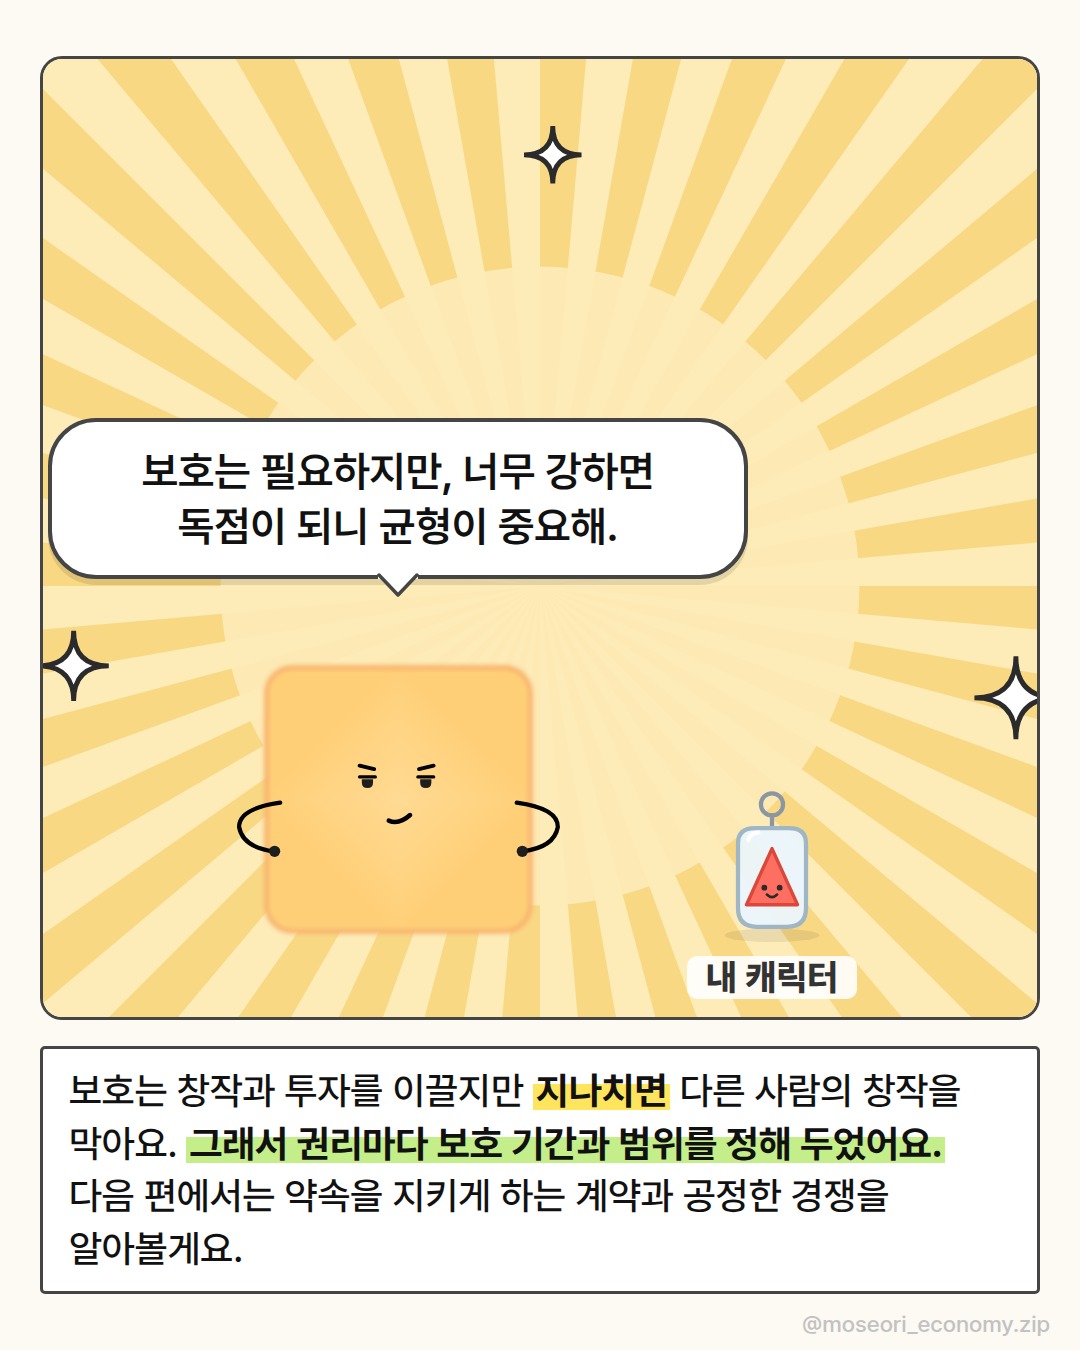 보호는 필요하지만, 너무 강하면
독점이 되니 균형이 중요해.
내 캐릭터
보호는 창작과 투자를 이끌지만 지나치면 다른 사람의 창작을
막아요. 그래서 권리마다 보호 기간과 범위를 정해 두었어요.
다음 편에서는 약속을 지키게 하는 계약과 공정한 경쟁을
알아볼게요.
@moseori_economy.zip